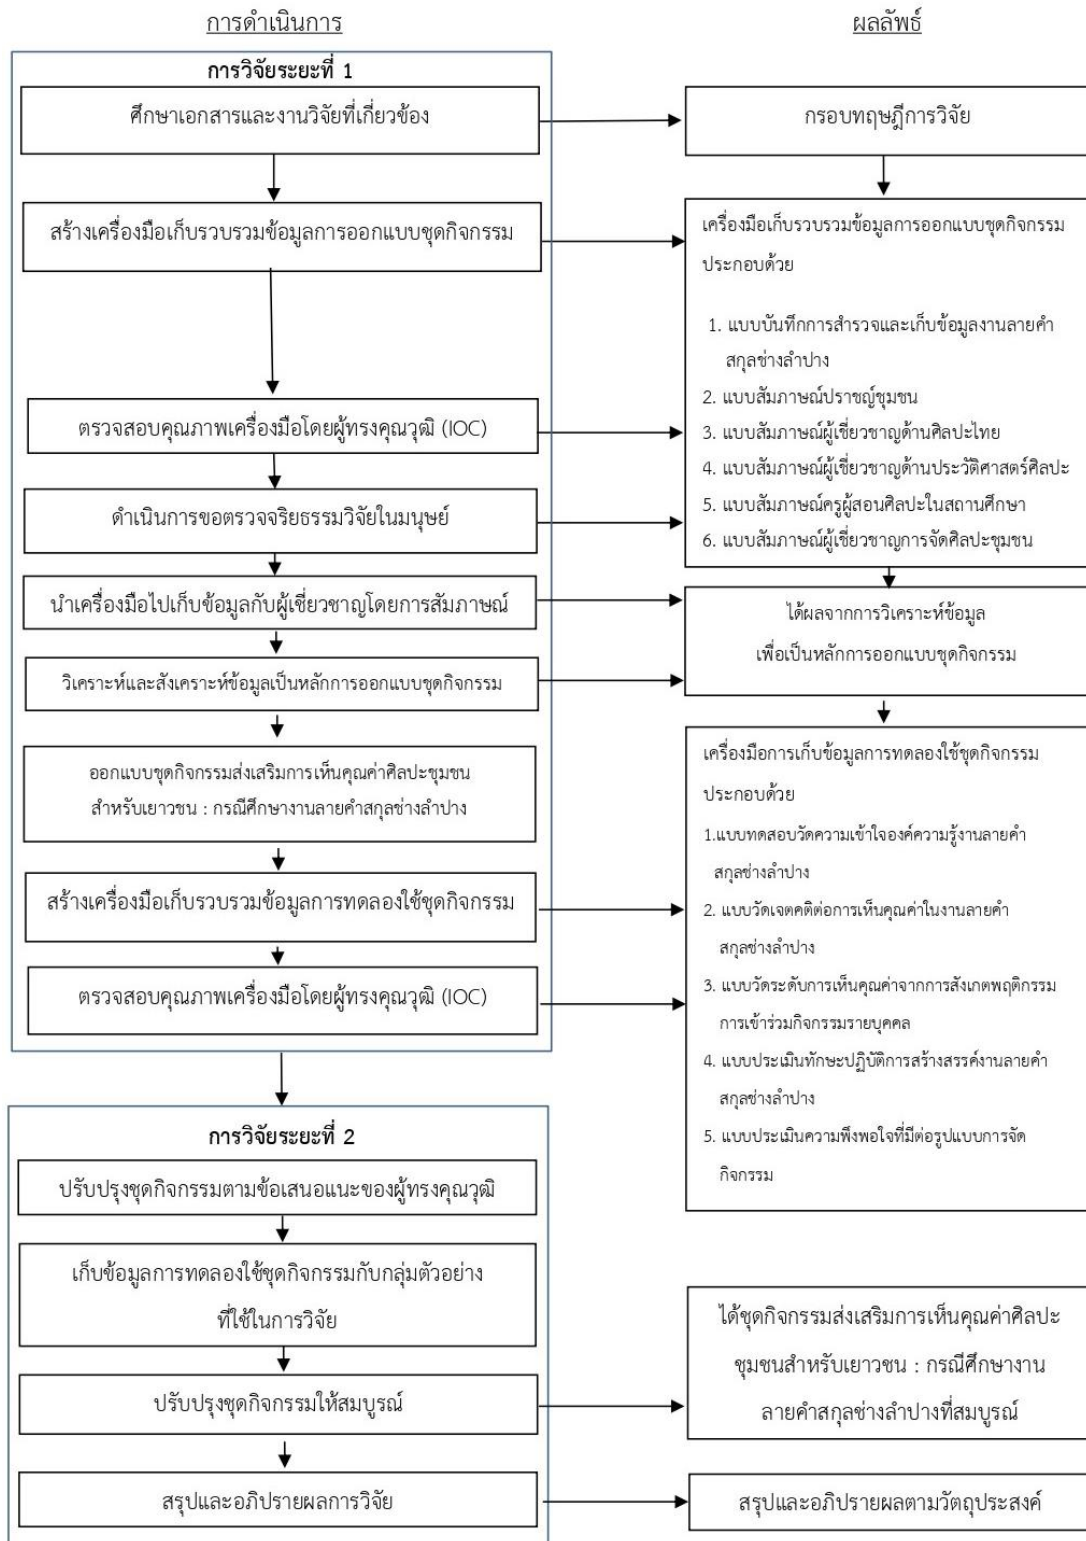 การดำเนินการ
ผลลัพธ์
การวิจัยระยะที่ 1
ศึกษาเอกสารและงานวิจัยที่เกี่ยวข้อง
กรอบทฤษฎีการวิจัย
สร้างเครื่องมือเก็บรวบรวมข้อมูลการออกแบบชุดกิจกรรม
เครื่องมือเก็บรวบรวมข้อมูลการออกแบบชุดกิจกรรม
ประกอบด้วย
1. แบบบันทึกการสำรวจและเก็บข้อมูลงานลายคำ
สกุลช่างลำปาง
2. แบบสัมภาษณ์ปราชญ์ชุมชน
3. แบบสัมภาษณ์ผู้เชี่ยวชาญด้านศิลปะไทย
4. แบบสัมภาษณ์ผู้เชี่ยวชาญด้านประวัติศาสตร์ศิลปะ
5. แบบสัมภาษณ์ครูผู้สอนศิลปะในสถานศึกษา
6. แบบสัมภาษณ์ผู้เชี่ยวชาญการจัดศิลปะชุมชน
ตรวจสอบคุณภาพเครื่องมือโดยผู้ทรงคุณวุฒิ (IOC)
ดำเนินการขอตรวจจริยธรรมวิจัยในมนุษย์
นำเครื่องมือไปเก็บข้อมูลกับผู้เชี่ยวชาญโดยการสัมภาษณ์
ได้ผลจากการวิเคราะห์ข้อมูล
เพื่อเป็นหลักการออกแบบชุดกิจกรรม
วิเคราะห์และสังเคราะห์ข้อมูลเป็นหลักการออกแบบชุดกิจกรรม
ออกแบบชุดกิจกรรมส่งเสริมการเห็นคุณค่าศิลปะชุมชน
สำหรับเยาวชน : กรณีศึกษางานลายคำสกุลช่างลำปาง
สร้างเครื่องมือเก็บรวบรวมข้อมูลการทดลองใช้ชุดกิจกรรม
ตรวจสอบคุณภาพเครื่องมือโดยผู้ทรงคุณวุฒิ (IOC)
เครื่องมือการเก็บข้อมูลการทดลองใช้ชุดกิจกรรม
ประกอบด้วย
1.แบบทดสอบวัดความเข้าใจองค์ความรู้งานลายคำ
สกุลช่างลำปาง
2. แบบวัดเจตคติต่อการเห็นคุณค่าในงานลายคำ
สกุลช่างลำปาง
3. แบบวัดระดับการเห็นคุณค่าจากการสังเกตพฤติกรรม
การเข้าร่วมกิจกรรมรายบุคคล
4. แบบประเมินทักษะปฏิบัติการสร้างสรรค์งานลายคำ
สกุลช่างลำปาง
5. แบบประเมินความพึงพอใจที่มีต่อรูปแบบการจัด
กิจกรรม
การวิจัยระยะที่ 2
ปรับปรุงชุดกิจกรรมตามข้อเสนอแนะของผู้ทรงคุณวุฒิ
เก็บข้อมูลการทดลองใช้ชุดกิจกรรมกับกลุ่มตัวอย่าง
ที่ใช้ในการวิจัย
ปรับปรุงชุดกิจกรรมให้สมบูรณ์
ได้ชุดกิจกรรมส่งเสริมการเห็นคุณค่าศิลปะ
ชุมชนสำหรับเยาวชน : กรณีศึกษางาน
ลายคำสกุลช่างลำปางที่สมบูรณ์
สรุปและอภิปรายผลการวิจัย
สรุปและอภิปรายผลตามวัตถุประสงค์